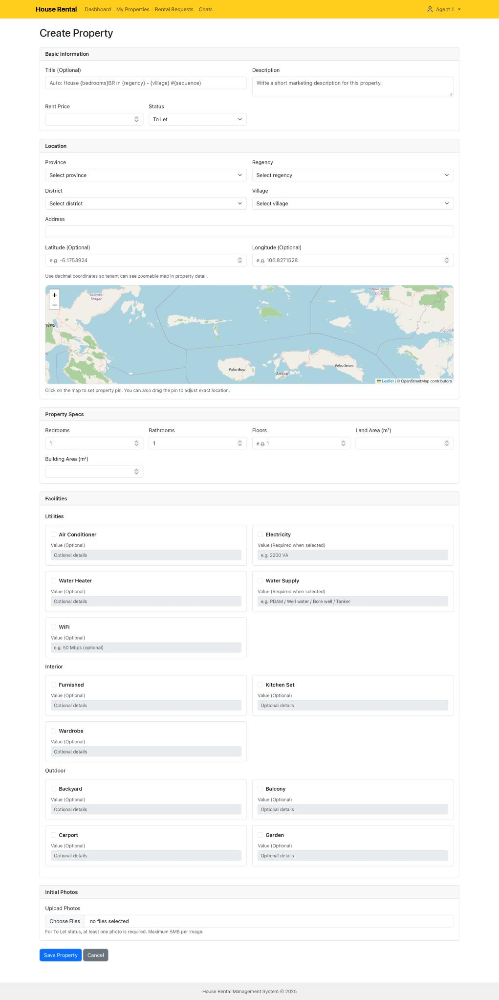 House Rental
Dashboard
My Properties
Rental Requests
Chats
Agent 1
Create Property
Basic Information
Title (Optional)
Description
Auto: House {bedrooms}BR in {regency} - {village} #{sequence}
Write a short marketing description for this property.
Rent Price
Status
To Let
Location
Province
Regency
Select province
Select regency
District
Village
Select district
Select village
Address
Latitude (Optional)
Longitude (Optional)
e.g. -6.1753924
e.g. 106.8271528
Use decimal coordinates so tenant can see zoomable map in property detail.
+
−
Sulawesi
Tengah
Papua Barat
Daya
wesi
Papua B
Pulau Buru
Ambon
Pulau Seram
Leaflet | © OpenStreetMap contributors
Click on the map to set property pin. You can also drag the pin to adjust exact location.
Property Specs
Bedrooms
Bathrooms
Floors
Land Area (m²)
1
1
e.g. 1
Building Area (m²)
Facilities
Utilities
Air Conditioner
Value (Optional)
Optional details
Electricity
Value (Required when selected)
e.g. 2200 VA
Water Heater
Value (Optional)
Optional details
Water Supply
Value (Required when selected)
e.g. PDAM / Well water / Bore well / Tanker
WiFi
Value (Optional)
e.g. 50 Mbps (optional)
Interior
Furnished
Value (Optional)
Optional details
Kitchen Set
Value (Optional)
Optional details
Wardrobe
Value (Optional)
Optional details
Outdoor
Backyard
Value (Optional)
Optional details
Balcony
Value (Optional)
Optional details
Carport
Value (Optional)
Optional details
Garden
Value (Optional)
Optional details
Initial Photos
Upload Photos
Choose Files
no files selected
For To Let status, at least one photo is required. Maximum 5MB per image.
Save Property
Cancel
House Rental Management System © 2025